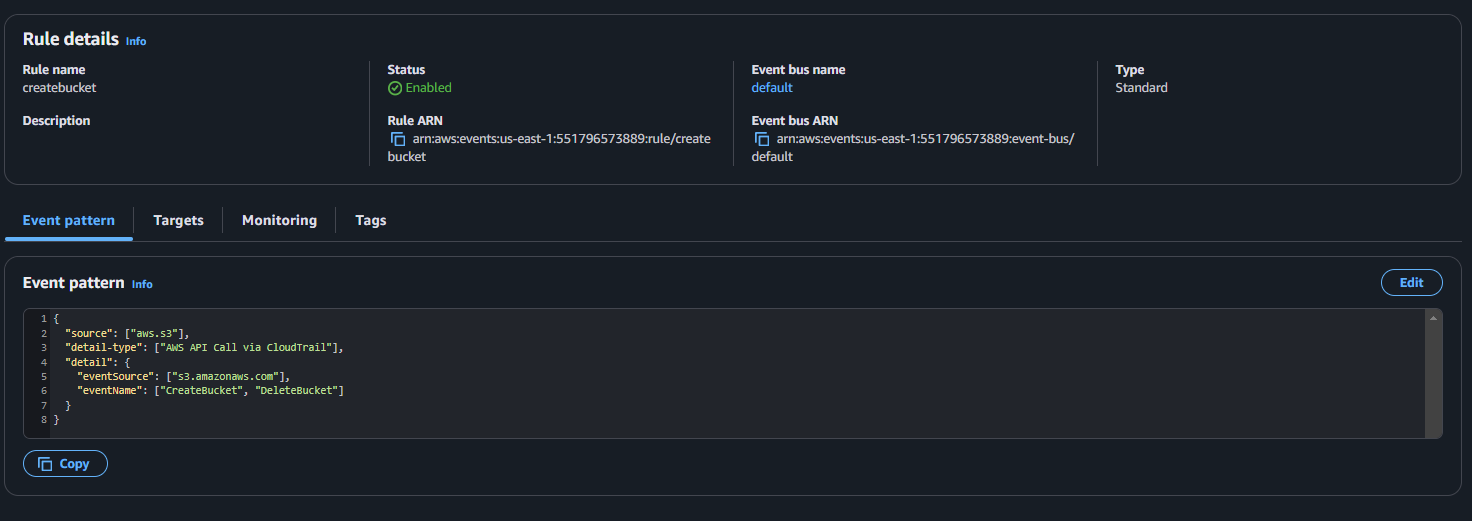 Rule details Info
Rule name
createbucket
Status
Enabled
Event bus name
default
Type
Standard
Description
Rule ARN
arn:aws:events:us-east-1:551796573889:rule/create
bucket
Event bus ARN
arn:aws:events:us-east-1:551796573889:event-bus/
default
Event pattern Targets Monitoring Tags
Event pattern Info
Edit
1 {
2 "source": ["aws.s3"],
3 "detail-type": ["AWS API Call via CloudTrail"],
4 "detail": {
5 "eventSource": ["s3.amazonaws.com"],
6 "eventName": ["CreateBucket", "DeleteBucket"]
7 }
8 }
Copy